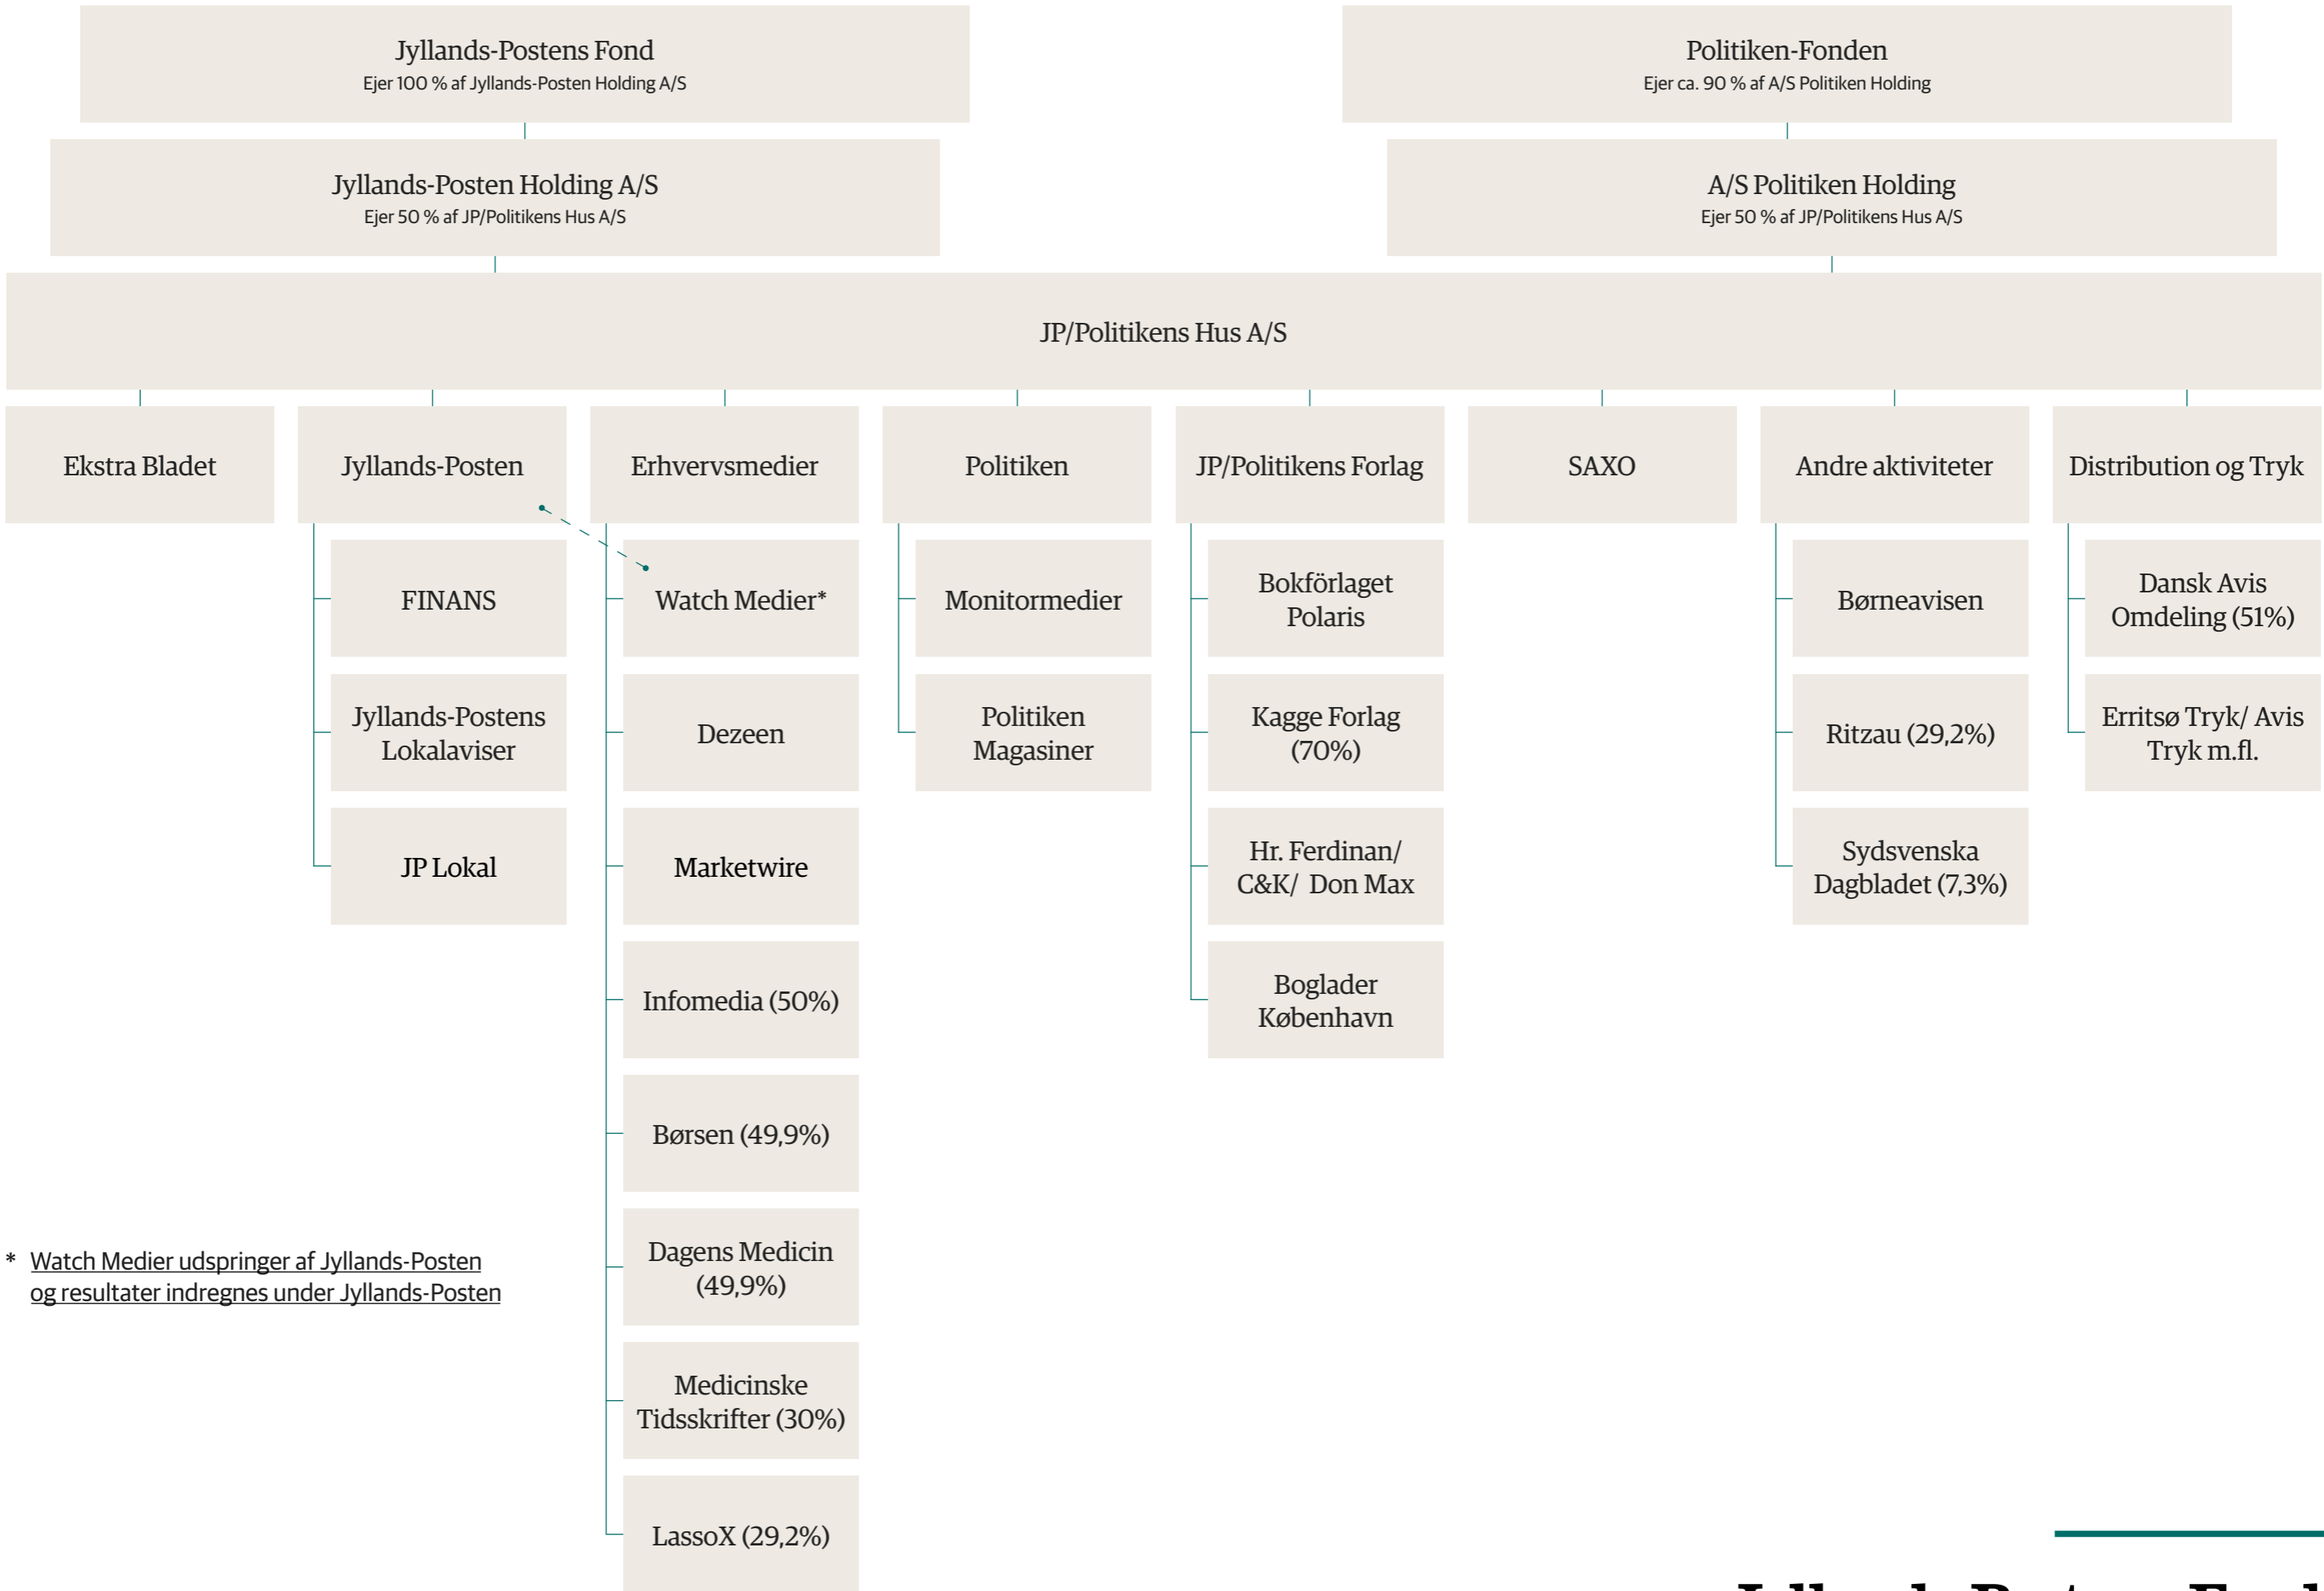 Jyllands-Postens Fond
Ejer 100 % af Jyllands-Posten Holding A/S
Politiken-Fonden
Ejer ca. 90 % af A/S Politiken Holding
Jyllands-Posten Holding A/S
Ejer 50 % af JP/Politikens Hus A/S
A/S Politiken Holding
Ejer 50 % af JP/Politikens Hus A/S
JP/Politikens Hus A/S
Ekstra Bladet
Jyllands-Posten
FINANS
Jyllands-Postens
Lokalaviser
JP Lokal
Erhvervsmedier
Watch Medier*
Dezeen
Marketwire
Infomedia (50%)
Børsen (49,9%)
Dagens Medicin
(49,9%)
Medicinske
Tidsskrifter (30%)
LassoX (29,2%)
Politiken
Monitormedier
Politiken
Magasiner
JP/Politikens Forlag
Bokförlaget
Polaris
Kagge Forlag
(70%)
Hr. Ferdinan/
C&K/ Don Max
Boglader
København
SAXO
Andre aktiviteter
Børneavisen
Ritzau (29,2%)
Sydsvenska
Dagbladet (7,3%)
Distribution og Tryk
Dansk Avis
Omdeling (51%)
Erritsø Tryk/ Avis
Tryk m.fl.
* Watch Medier udspringer af Jyllands-Posten
og resultater indregnes under Jyllands-Posten